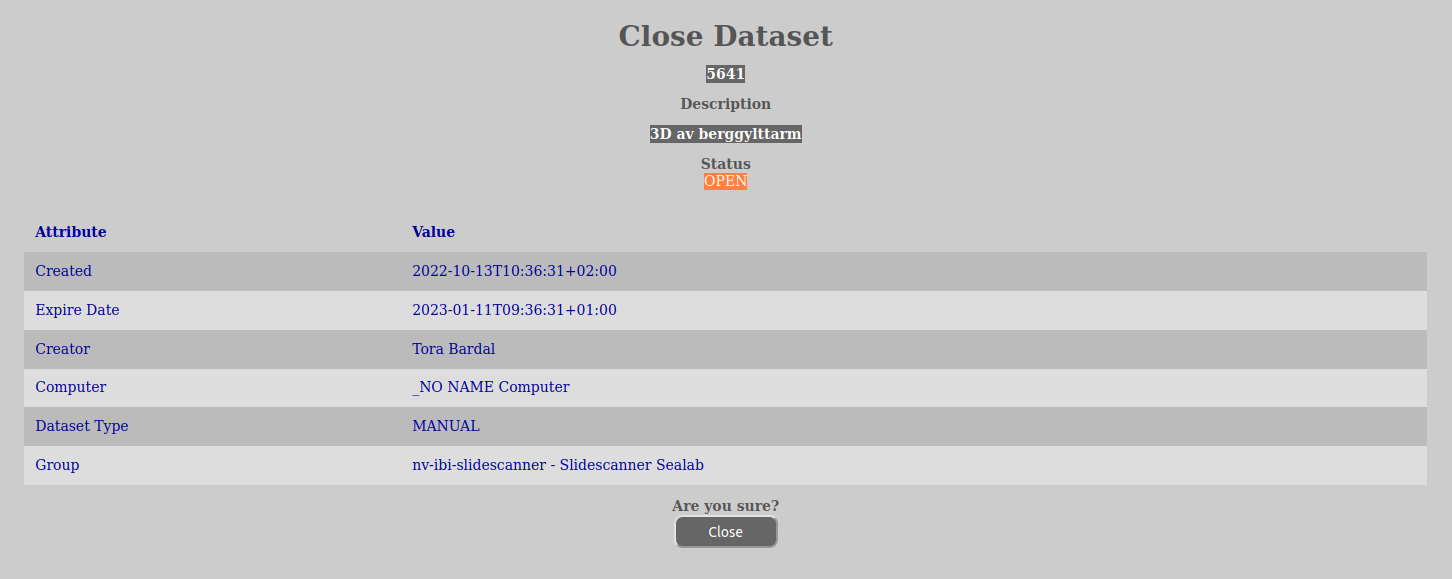 Close Dataset
5641
Description
3D av berggylttarm
Status
OPEN
Attribute Value
Created 2022-10-13T10:36:31+02:00
Expire Date 2023-01-11T09:36:31+01:00
Creator Tora Bardal
Computer _NO NAME Computer
Dataset Type MANUAL
Group nv-ibi-slidescanner - Slidescanner Sealab
Are you sure?
Close